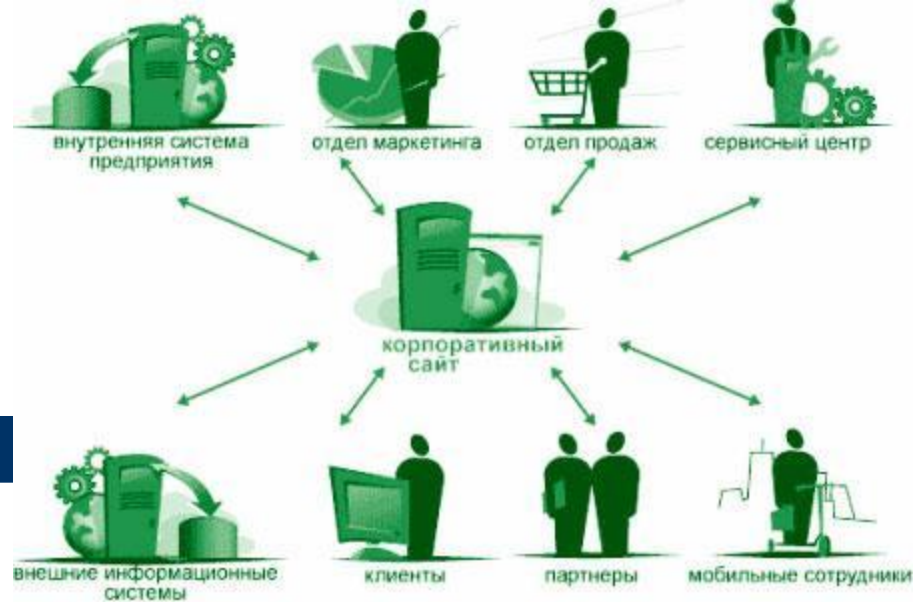 внутренняя система
предприятия
отдел маркетинга
отдел продаж
сервисный центр
корпоративный
сайт
внешние информационные
системы
клиенты
партнеры
мобильные сотрудники